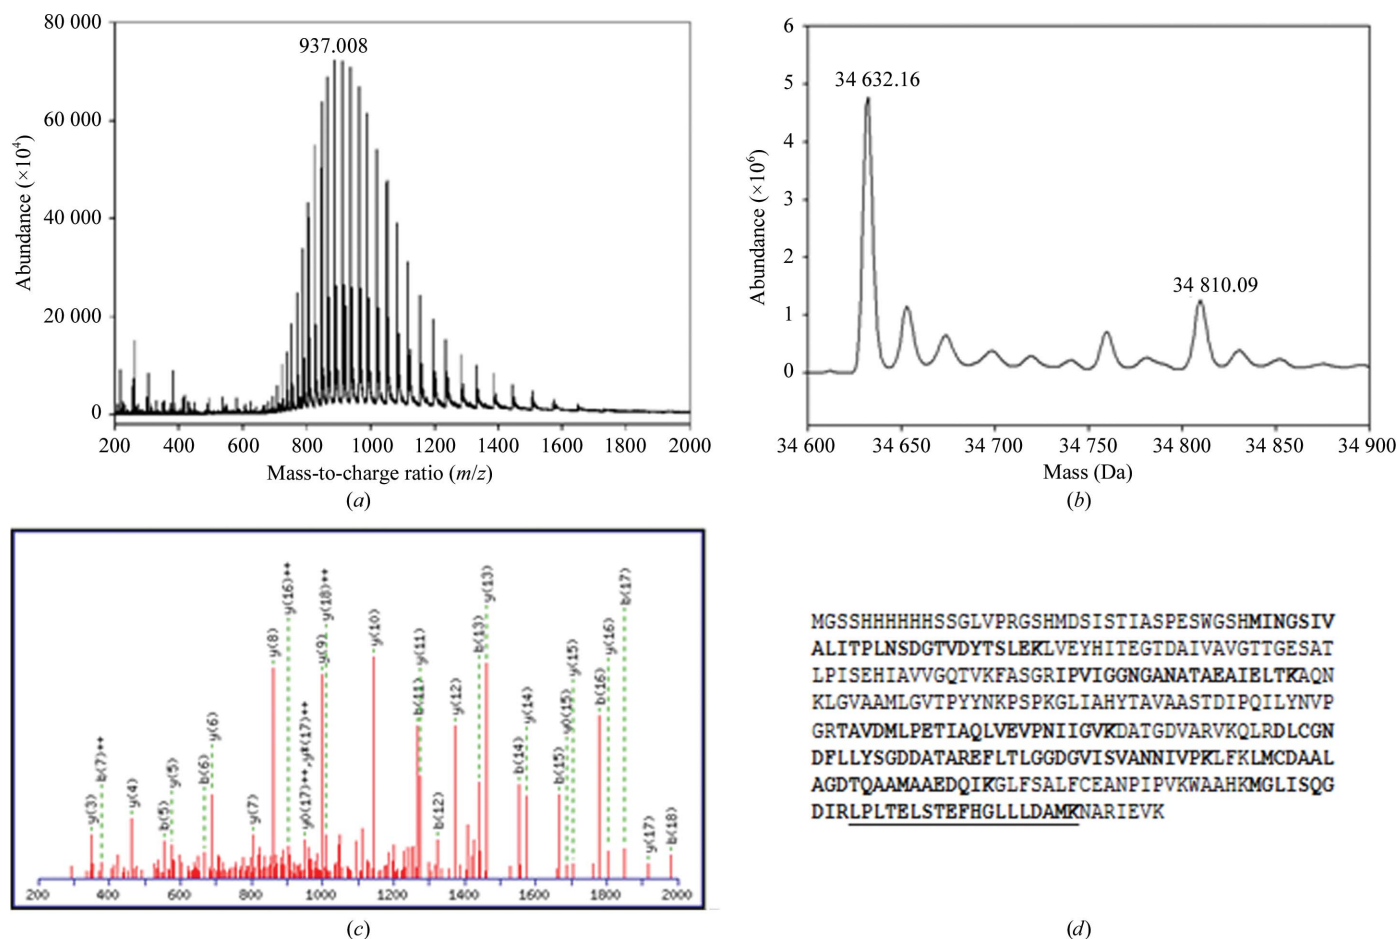 80 000
60 000
40 000
20 000
0
Abundance (×10⁴)
937.008
200 400 600 800 1000 1200 1400 1600 1800 2000
Mass-to-charge ratio (m/z)
(a)
6
5
4
3
2
1
0
Abundance (×10⁶)
34 632.16
34 810.09
34 600 34 650 34 700 34 750 34 800 34 850 34 900
Mass (Da)
(b)
y(3)
b(7)++
y(4)
b(5)
y(5)
b(6)
y(6)
y(7)
y(8)
y(16)++
y0(17)++,y*(17)++
y(9)
y(18)++
y(10)
b(11)
y(11)
b(12)
y(12)
b(13)
y(13)
b(14)
y(14)
b(15)
y0(15)
y(15)
b(16)
y(16)
b(17)
y(17)
b(18)
200 400 600 800 1000 1200 1400 1600 1800 2000
(c)
MGSSHHHHHHSSGLVPRGSHMDSISTIASPESWGSHMINGSIV
ALITPLNSDGTVDYTSLEKLVEYHITEGTDAIVAVGTTGESAT
LPISEHIAVVGQTVKFASGRIPVIGGNGANATAEAIELTKAQN
KLGVAAMLGVTPYYNKPSPKGLIAHYTAVAASTDIPQILYNVP
GRTAVDMLPETIAQLVEVPNIIGVKDATGDVARVKQLRDLCGN
DFLLYSGDDATAREFLTLGGDGVISVANNIVPKLFKLMCDAAL
AGDTQAAMAAEDQIKGLFSALFCEANPIPVKWAAHKMGLISQG
DIRLPLTELSTEFHGLLLDAMKNARIEVK
(d)